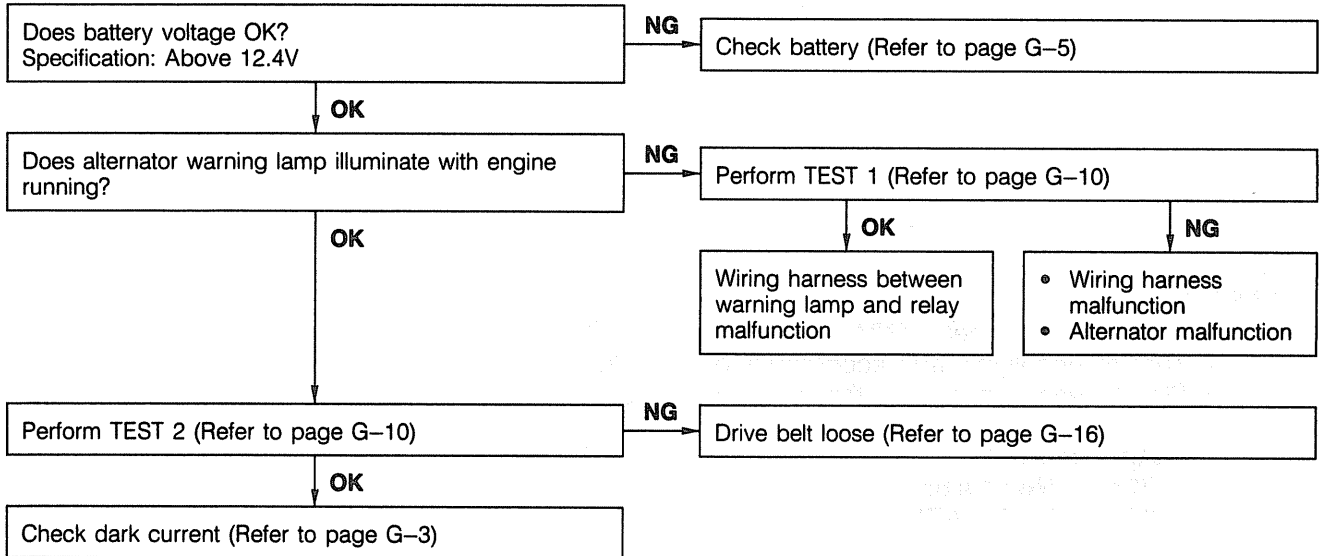 Does battery voltage OK?
Specification: Above 12.4V
NG
Check battery (Refer to page G–5)
OK
Does alternator warning lamp illuminate with engine
running?
NG
Perform TEST 1 (Refer to page G–10)
OK
OK
NG
Wiring harness between
warning lamp and relay
malfunction
• Wiring harness
malfunction
• Alternator malfunction
Perform TEST 2 (Refer to page G–10)
NG
Drive belt loose (Refer to page G–16)
OK
Check dark current (Refer to page G–3)